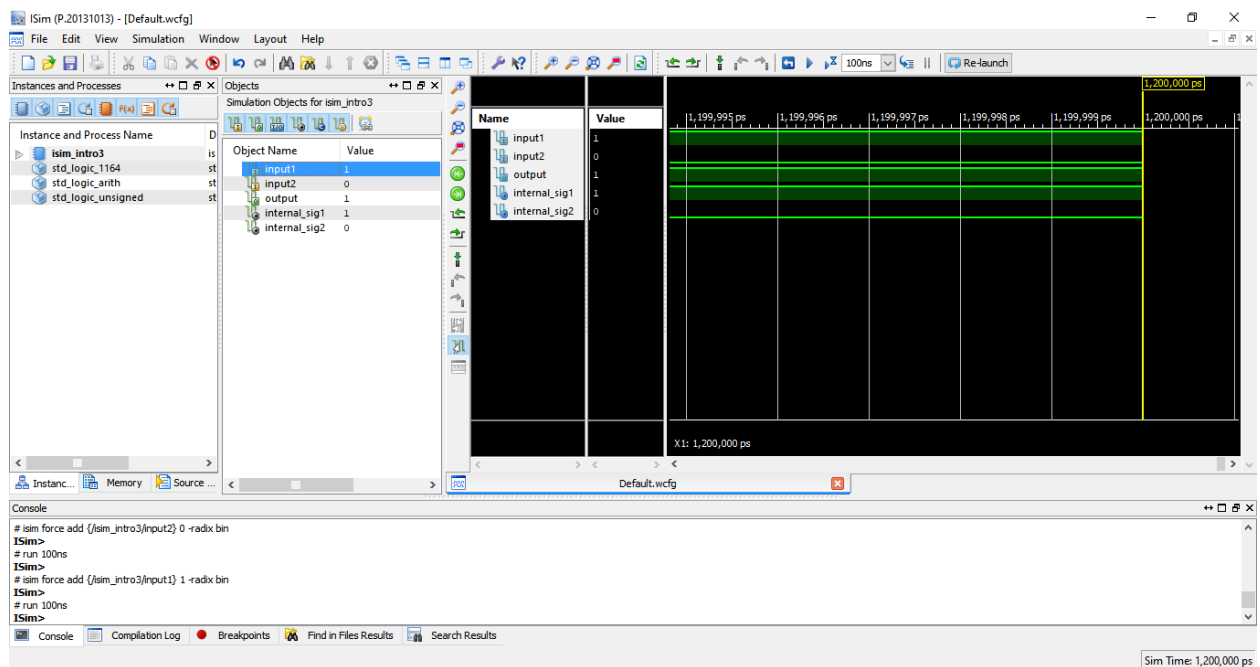 ISim (P.20131013) - [Default.wcfg]
File Edit View Simulation Window Layout Help
100ns Re-launch
Instances and Processes
Instance and Process Name D
isim_intro3 is
std_logic_1164 st
std_logic_arith st
std_logic_unsigned st
Instanc... Memory Source ...
Objects
Simulation Objects for isim_intro3
Object Name Value
input1 1
input2 0
output 1
internal_sig1 1
internal_sig2 0
1,200,000 ps
Name Value
1,199,995 ps 1,199,996 ps 1,199,997 ps 1,199,998 ps 1,199,999 ps 1,200,000 ps 1
input1 1
input2 0
output 1
internal_sig1 1
internal_sig2 0
X1: 1,200,000 ps
Default.wcfg
Console
# isim force add {/isim_intro3/input2} 0 -radix bin
ISim>
# run 100ns
ISim>
# isim force add {/isim_intro3/input1} 1 -radix bin
ISim>
# run 100ns
ISim>
Console Compilation Log Breakpoints Find in Files Results Search Results
Sim Time: 1,200,000 ps